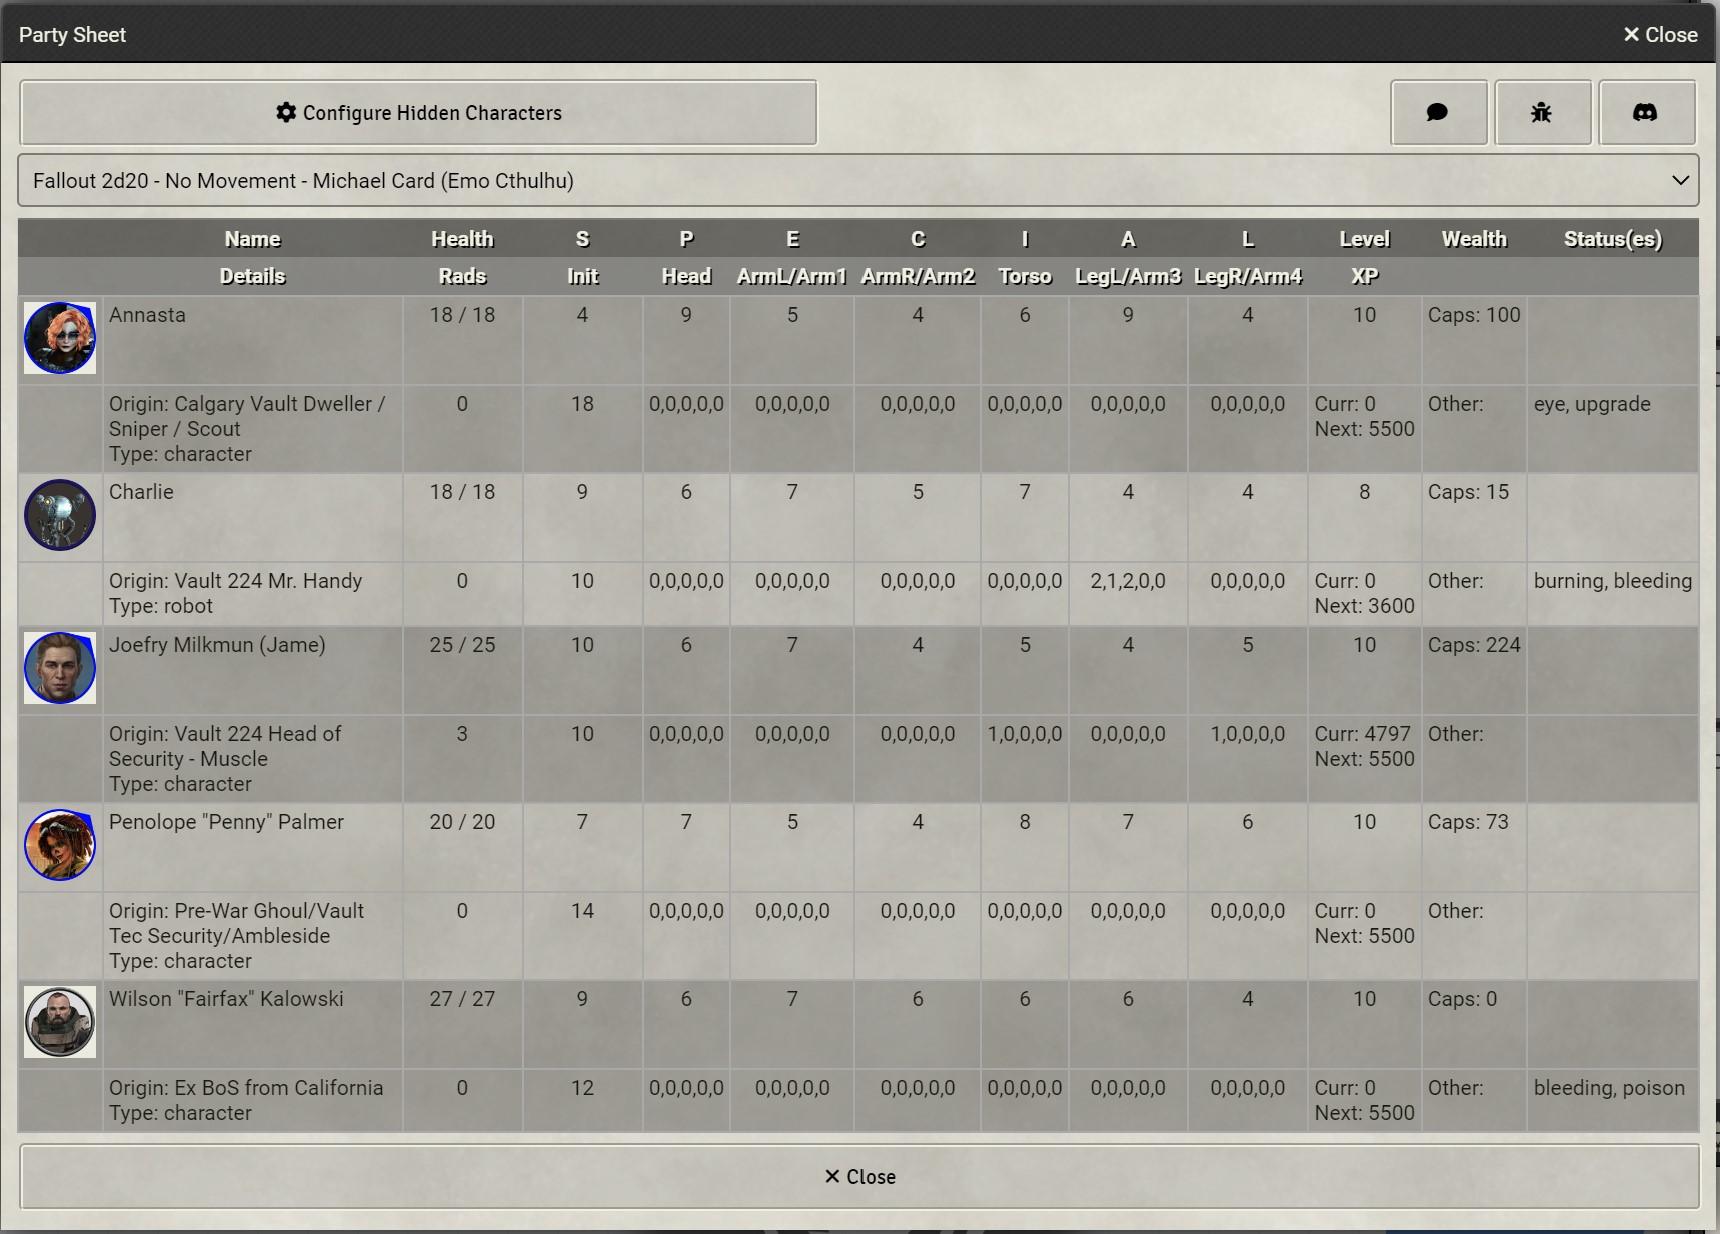 Party Sheet
✕ Close
Configure Hidden Characters
Fallout 2d20 - No Movement - Michael Card (Emo Cthulhu)
Name Health S P E C I A L Level Wealth Status(es)
Details Rads Init Head ArmL/Arm1 ArmR/Arm2 Torso LegL/Arm3 LegR/Arm4 XP
Annasta 18 / 18 4 9 5 4 6 9 4 10 Caps: 100
Origin: Calgary Vault Dweller / 0 18 0,0,0,0,0 0,0,0,0,0 0,0,0,0,0 0,0,0,0,0 0,0,0,0,0 0,0,0,0,0 Curr: 0 Other: eye, upgrade
Sniper / Scout Next: 5500
Type: character
Charlie 18 / 18 9 6 7 5 7 4 4 8 Caps: 15
Origin: Vault 224 Mr. Handy 0 10 0,0,0,0,0 0,0,0,0,0 0,0,0,0,0 0,0,0,0,0 2,1,2,0,0 0,0,0,0,0 Curr: 0 Other: burning, bleeding
Type: robot Next: 3600
Joefry Milkmun (Jame) 25 / 25 10 6 7 4 5 4 5 10 Caps: 224
Origin: Vault 224 Head of 3 10 0,0,0,0,0 0,0,0,0,0 0,0,0,0,0 1,0,0,0,0 0,0,0,0,0 1,0,0,0,0 Curr: 4797 Other:
Security - Muscle Next: 5500
Type: character
Penolope "Penny" Palmer 20 / 20 7 7 5 4 8 7 6 10 Caps: 73
Origin: Pre-War Ghoul/Vault 0 14 0,0,0,0,0 0,0,0,0,0 0,0,0,0,0 0,0,0,0,0 0,0,0,0,0 0,0,0,0,0 Curr: 0 Other:
Tec Security/Ambleside Next: 5500
Type: character
Wilson "Fairfax" Kalowski 27 / 27 9 6 7 6 6 6 4 10 Caps: 0
Origin: Ex BoS from California 0 12 0,0,0,0,0 0,0,0,0,0 0,0,0,0,0 0,0,0,0,0 0,0,0,0,0 0,0,0,0,0 Curr: 0 Other: bleeding, poison
Type: character Next: 5500
✕ Close